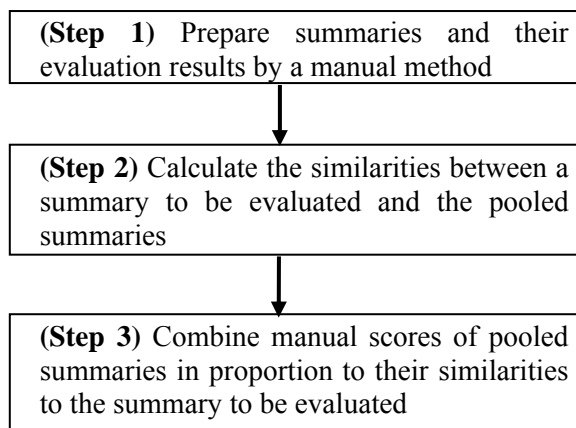 (Step 1) Prepare summaries and their
evaluation results by a manual method
(Step 2) Calculate the similarities between a
summary to be evaluated and the pooled
summaries
(Step 3) Combine manual scores of pooled
summaries in proportion to their similarities
to the summary to be evaluated